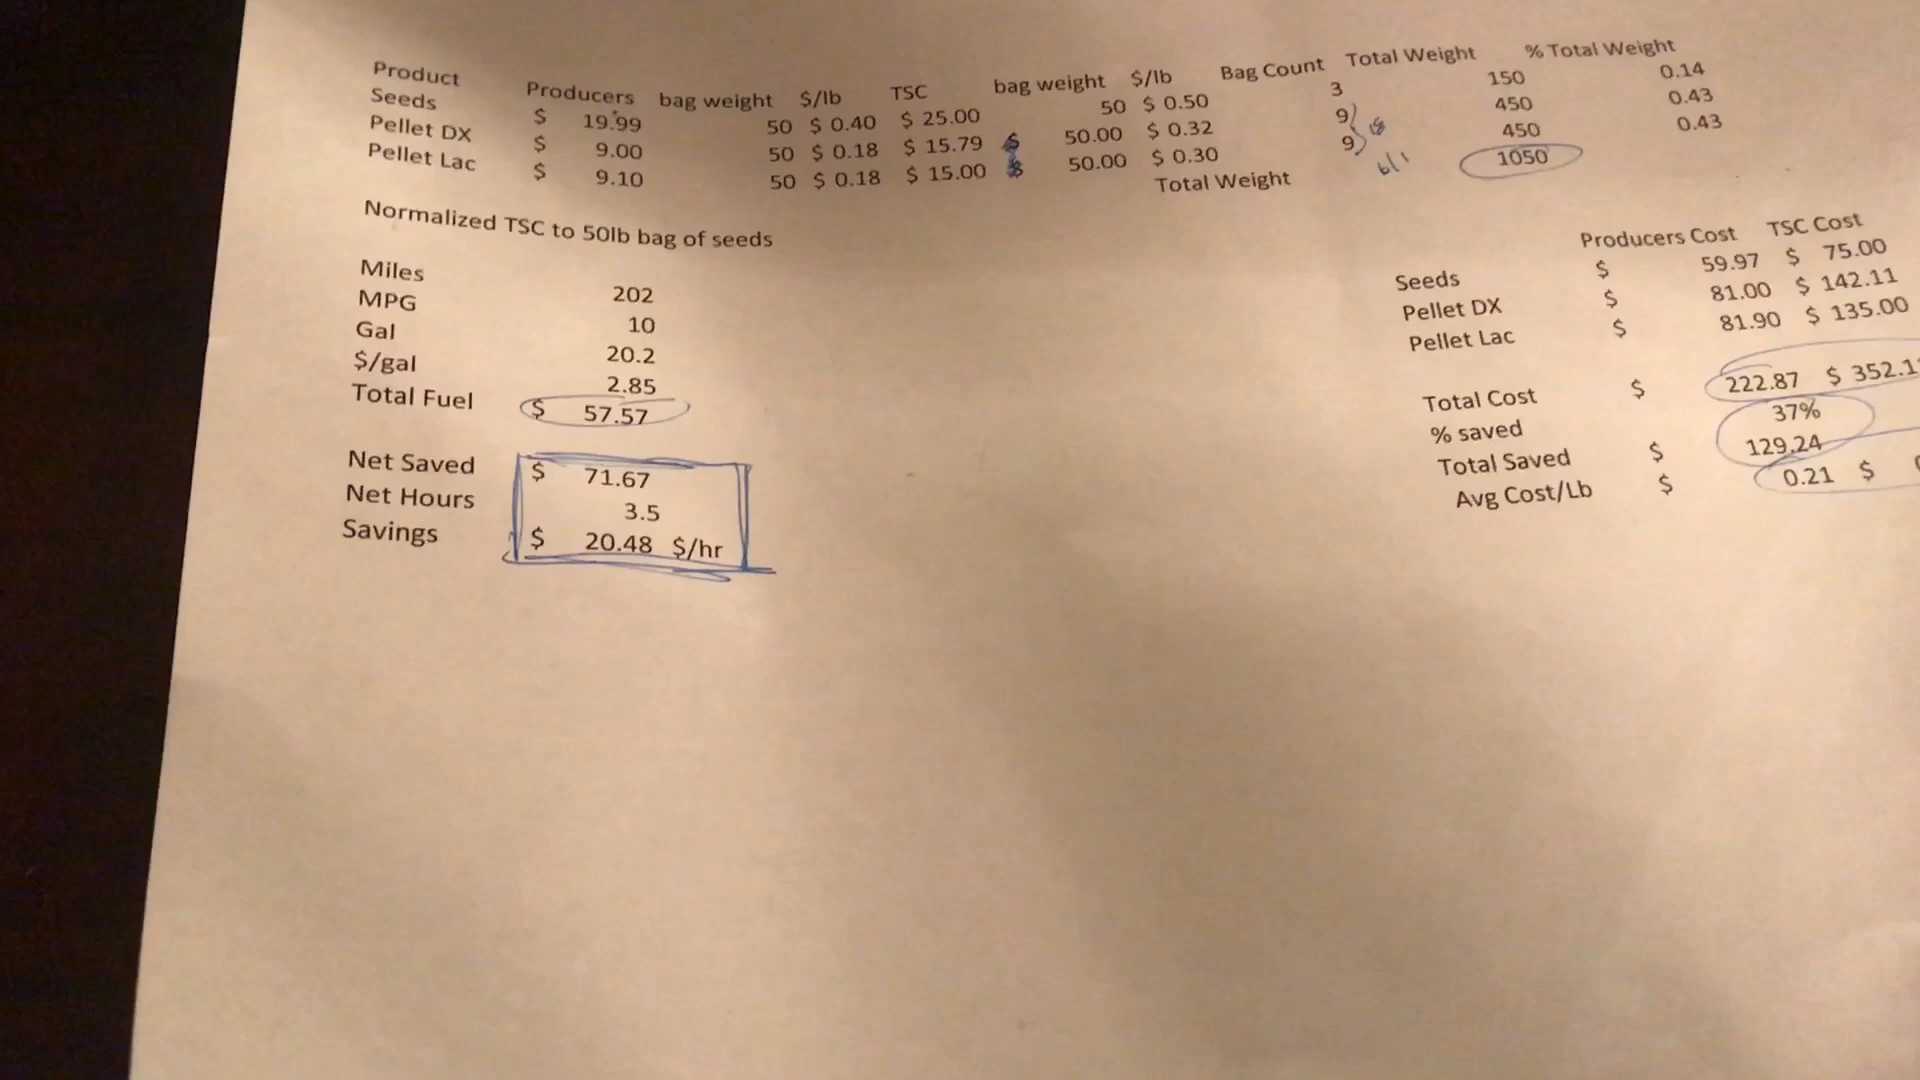 Product Producers bag weight $/lb TSC bag weight $/lb Bag Count Total Weight % Total Weight
Seeds $ 19.99 50 $ 0.40 $ 25.00 50 $ 0.50 3 150 0.14
Pellet DX $ 9.00 50 $ 0.18 $ 15.79 $ 50.00 $ 0.32 9 450 0.43
Pellet Lac $ 9.10 50 $ 0.18 $ 15.00 $ 50.00 $ 0.30 9 450 0.43
18
6/1
Total Weight 1050
Normalized TSC to 50lb bag of seeds
Miles 202
MPG 10
Gal 20.2
$/gal 2.85
Total Fuel $ 57.57
Net Saved $ 71.67
Net Hours 3.5
Savings $ 20.48 $/hr
Producers Cost TSC Cost
Seeds $ 59.97 $ 75.00
Pellet DX $ 81.00 $ 142.11
Pellet Lac $ 81.90 $ 135.00
Total Cost $ 222.87 $ 352.1
% saved 37%
Total Saved $ 129.24
Avg Cost/Lb $ 0.21 $